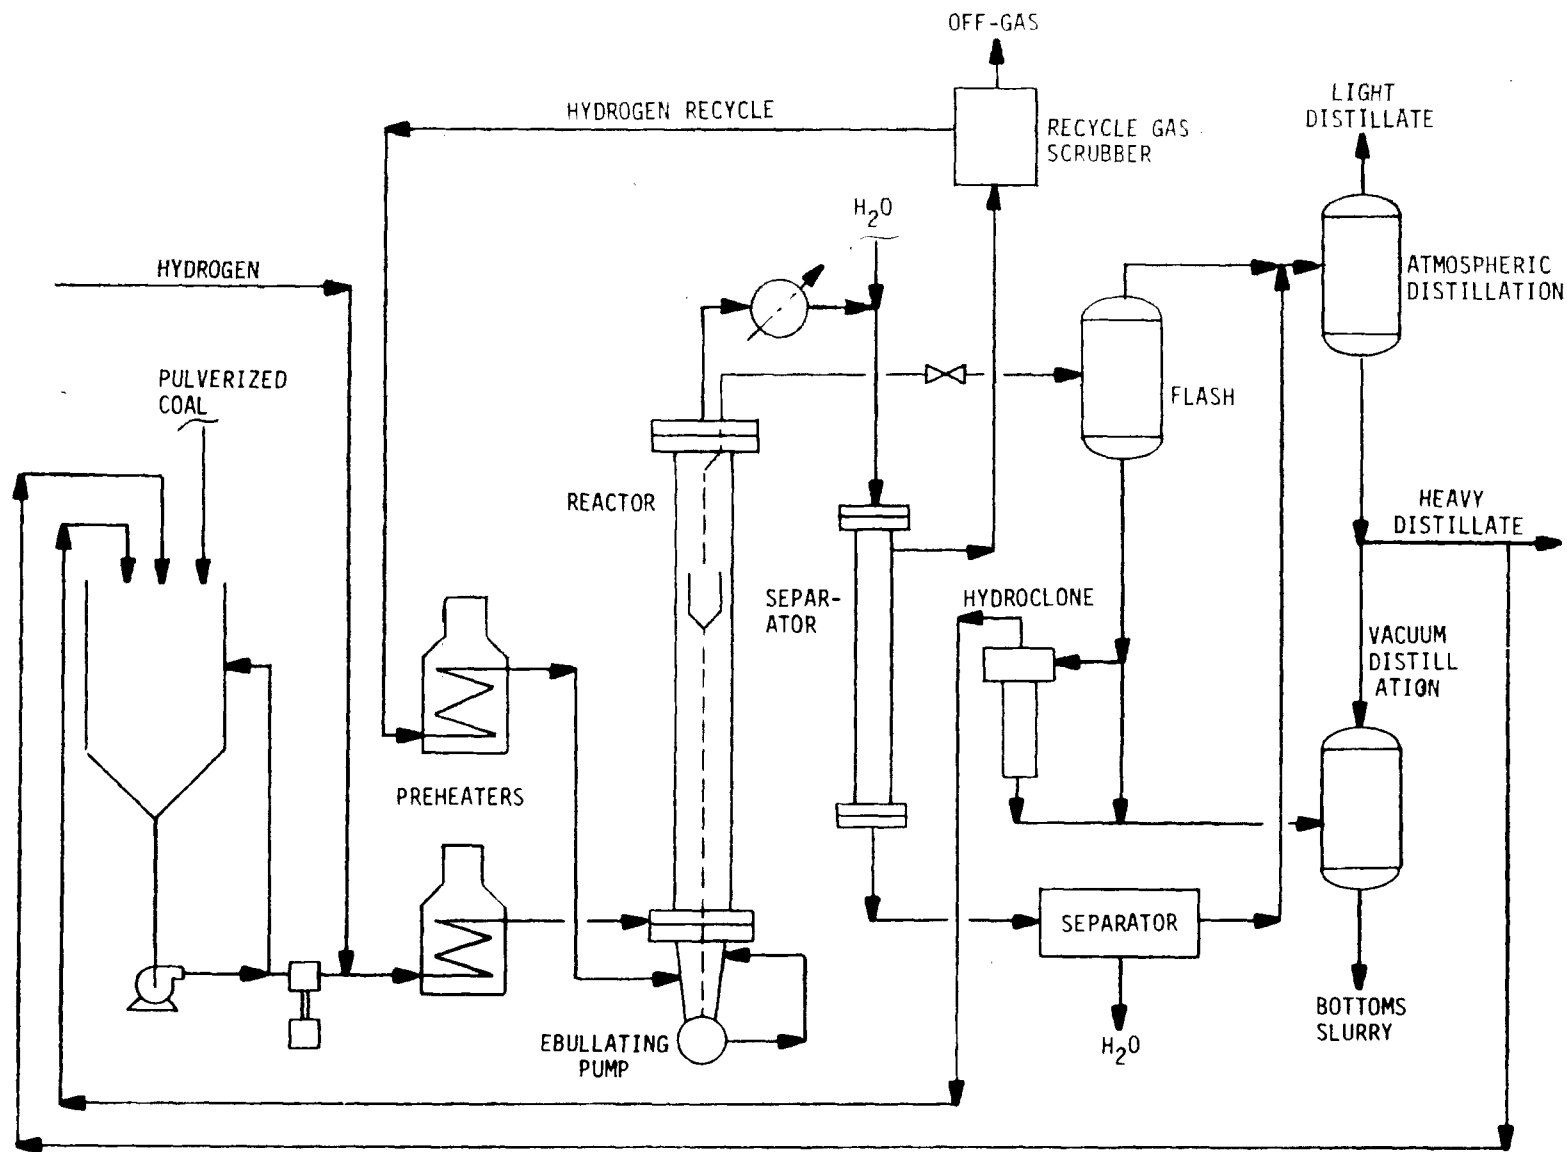 OFF-GAS
HYDROGEN RECYCLE
RECYCLE GAS
SCRUBBER
LIGHT
DISTILLATE
H2O
HYDROGEN
ATMOSPHERIC
DISTILLATION
PULVERIZED
COAL
FLASH
REACTOR
HEAVY
DISTILLATE
SEPAR-
ATOR
HYDROCLONE
VACUUM
DISTILL
ATION
PREHEATERS
SEPARATOR
EBULLATING
PUMP
H2O
BOTTOMS
SLURRY